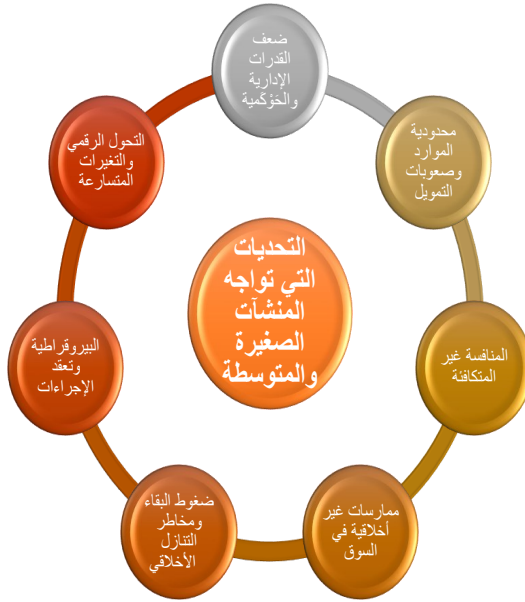 ضعف
القدرات
الإدارية
والحَوْكَمية
محدودية
الموارد
وصعوبات
التمويل
المنافسة غير
المتكافئة
ممارسات غير
أخلاقية في
السوق
ضغوط البقاء
ومخاطر
التنازل
الأخلاقي
البيروقراطية
وتعقد
الإجراءات
التحول الرقمي
والتغيرات
المتسارعة
التحديات
التي تواجه
المنشآت
الصغيرة
والمتوسطة